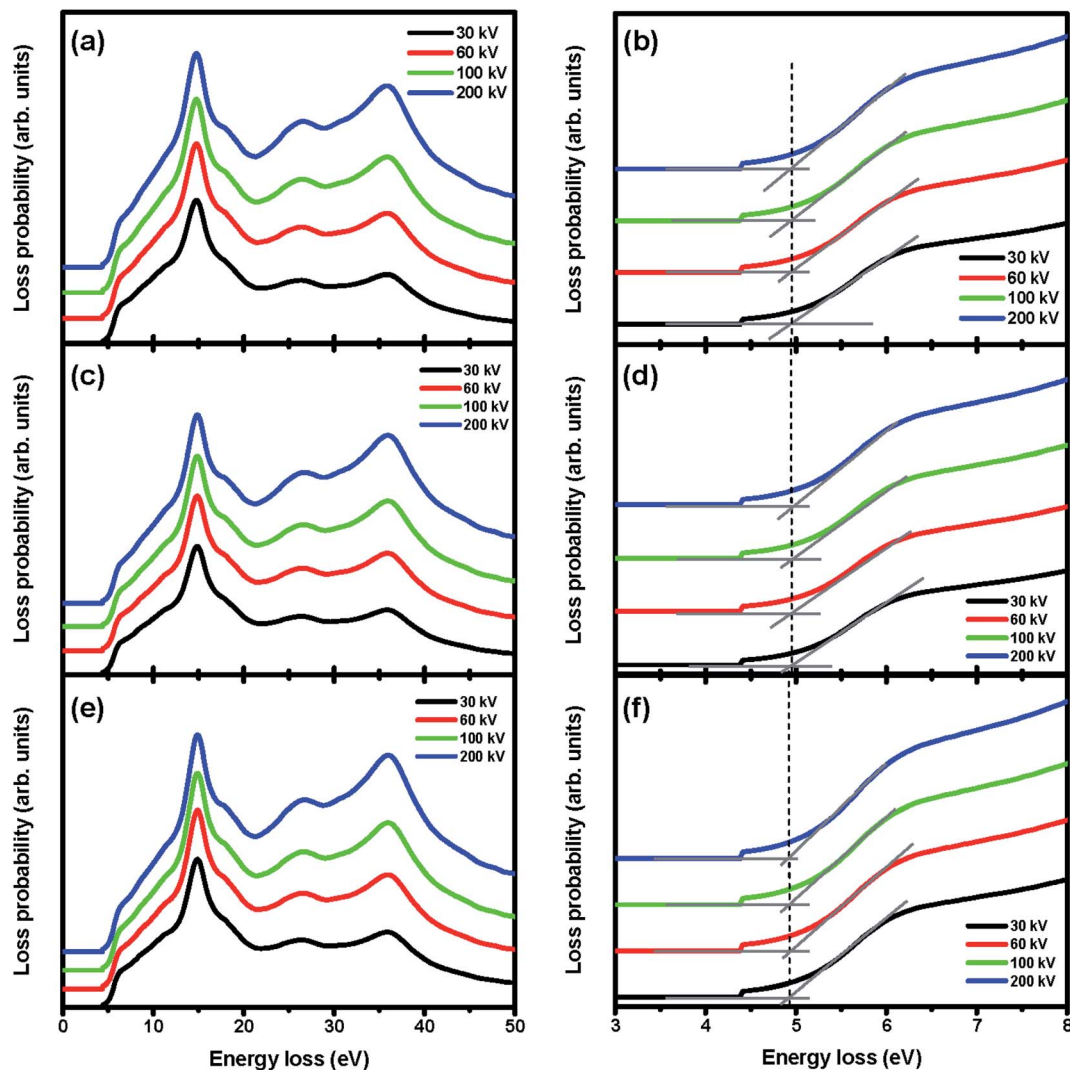 (a)
30 kV
60 kV
100 kV
200 kV
Loss probability (arb. units)
(b)
30 kV
60 kV
100 kV
200 kV
Loss probability (arb. units)
(c)
30 kV
60 kV
100 kV
200 kV
Loss probability (arb. units)
(d)
30 kV
60 kV
100 kV
200 kV
Loss probability (arb. units)
(e)
30 kV
60 kV
100 kV
200 kV
Loss probability (arb. units)
0 10 20 30 40 50
Energy loss (eV)
(f)
30 kV
60 kV
100 kV
200 kV
Loss probability (arb. units)
3 4 5 6 7 8
Energy loss (eV)